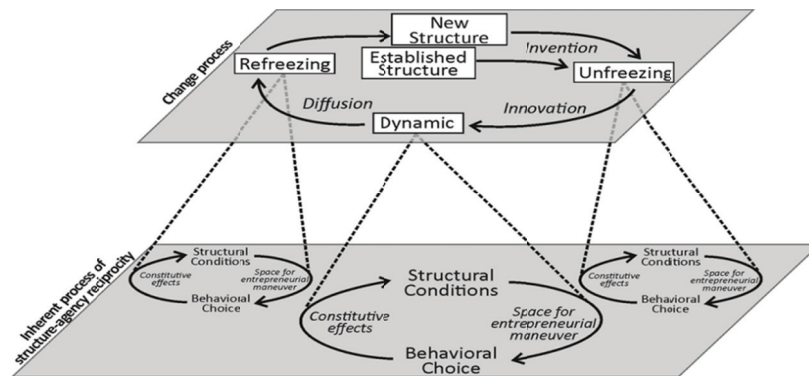 Change process
New
Structure
Established
Structure
Invention
Refreezing
Unfreezing
Diffusion
Innovation
Dynamic
Inherent process of
structure-agency reciprocity
Structural
Conditions
Constitutive
effects
Space for
entrepreneurial
maneuver
Behavioral
Choice
Structural
Conditions
Constitutive
effects
Space for
entrepreneurial
maneuver
Behavioral
Choice
Structural
Conditions
Constitutive
effects
Space for
entrepreneurial
maneuver
Behavioral
Choice